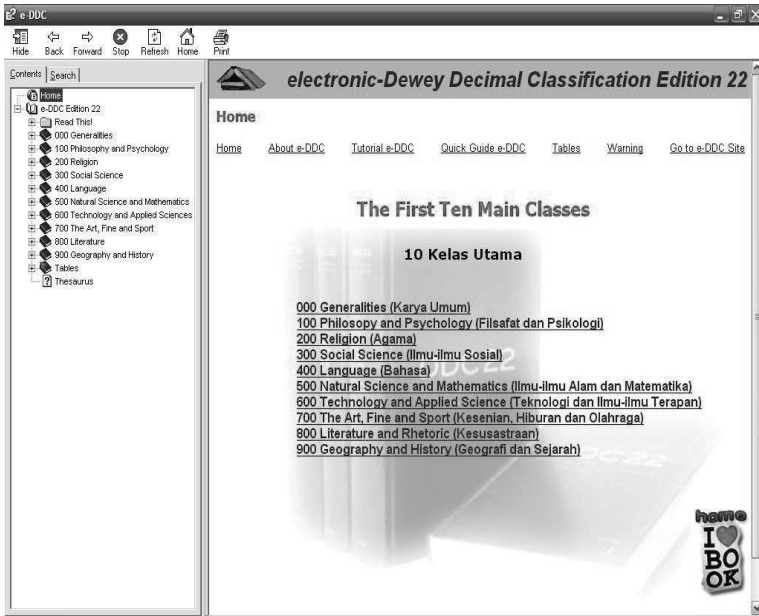 e-DDC
Hide Back Forward Stop Refresh Home Print
Contents Search
Home
e-DDC Edition 22
Read This!
000 Generalities
100 Philosophy and Psychology
200 Religion
300 Social Science
400 Language
500 Natural Science and Mathematics
600 Technology and Applied Sciences
700 The Art, Fine and Sport
800 Literature
900 Geography and History
Tables
Thesaurus
electronic-Dewey Decimal Classification Edition 22
Home
Home About e-DDC Tutorial e-DDC Quick Guide e-DDC Tables Warning Go to e-DDC Site
The First Ten Main Classes
10 Kelas Utama
000 Generalities (Karya Umum)
100 Philosopy and Psychology (Filsafat dan Psikologi)
200 Religion (Agama)
300 Social Science (Ilmu-ilmu Sosial)
400 Language (Bahasa)
500 Natural Science and Mathematics (Ilmu-ilmu Alam dan Matematika)
600 Technology and Applied Science (Teknologi dan Ilmu-ilmu Terapan)
700 The Art, Fine and Sport (Kesenian, Hiburan dan Olahraga)
800 Literature and Rhetoric (Kesusastraan)
900 Geography and History (Geografi dan Sejarah)
DDC 22
DDC 22
home
I
BO
OK